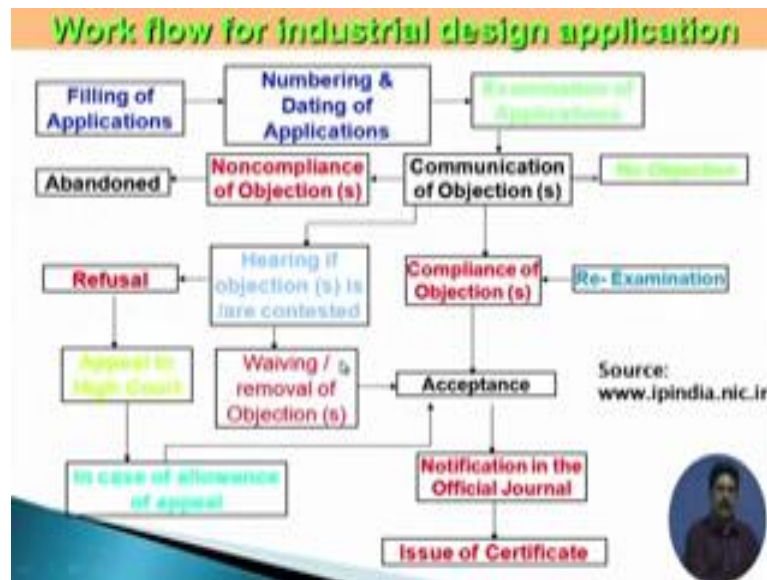 Work flow for industrial design application
Filling of
Applications
Numbering &
Dating of
Applications
Examination of
Applications
Abandoned
Noncompliance
of Objection (s)
Communication
of Objection (s)
No Objection
Refusal
Hearing if
objection (s) is
/are contested
Compliance of
Objection (s)
Re- Examination
Appeal to
High Court
Waiving /
removal of
Objection (s)
Acceptance
Source:
www.ipindia.nic.in
In case of allowance
of appeal
Notification in the
Official Journal
Issue of Certificate